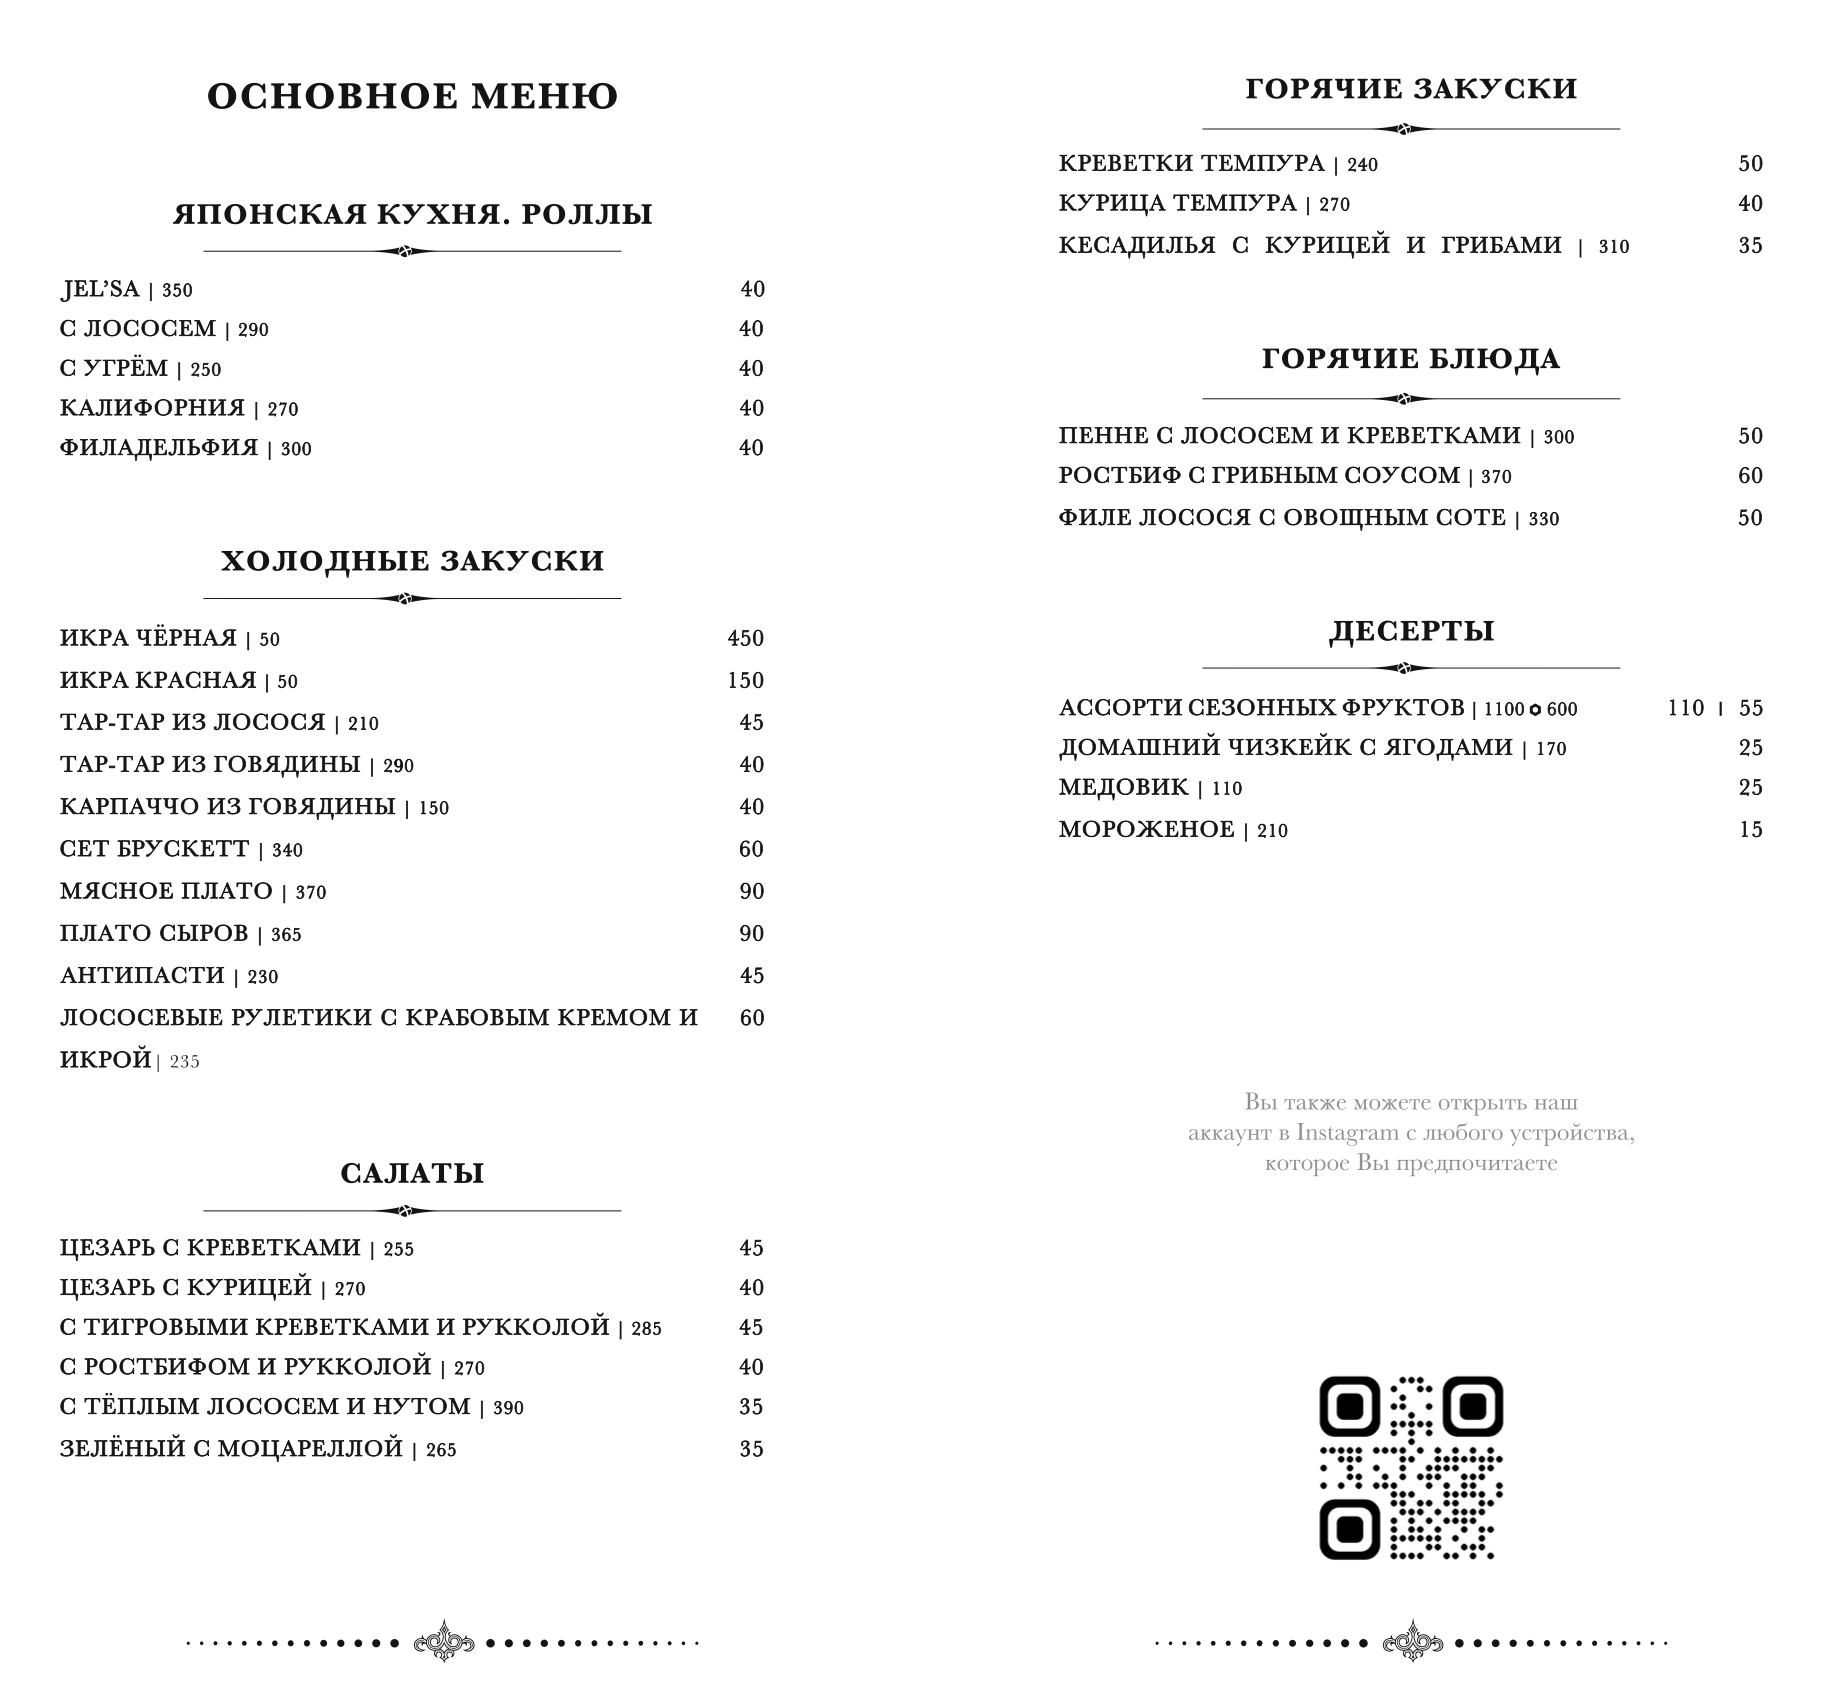 ОСНОВНОЕ МЕНЮ
ЯПОНСКАЯ КУХНЯ. РОЛЛЫ
JEL’SA | 350 40
С ЛОСОСЕМ | 290 40
С УГРЁМ | 250 40
КАЛИФОРНИЯ | 270 40
ФИЛАДЕЛЬФИЯ | 300 40
ХОЛОДНЫЕ ЗАКУСКИ
ИКРА ЧЁРНАЯ | 50 450
ИКРА КРАСНАЯ | 50 150
ТАР-ТАР ИЗ ЛОСОСЯ | 210 45
ТАР-ТАР ИЗ ГОВЯДИНЫ | 290 40
КАРПАЧЧО ИЗ ГОВЯДИНЫ | 150 40
СЕТ БРУСКЕТТ | 340 60
МЯСНОЕ ПЛАТО | 370 90
ПЛАТО СЫРОВ | 365 90
АНТИПАСТИ | 230 45
ЛОСОСЕВЫЕ РУЛЕТИКИ С КРАБОВЫМ КРЕМОМ И 60
ИКРОЙ | 235
САЛАТЫ
ЦЕЗАРЬ С КРЕВЕТКАМИ | 255 45
ЦЕЗАРЬ С КУРИЦЕЙ | 270 40
С ТИГРОВЫМИ КРЕВЕТКАМИ И РУККОЛОЙ | 285 45
С РОСТБИФОМ И РУККОЛОЙ | 270 40
С ТЁПЛЫМ ЛОСОСЕМ И НУТОМ | 390 35
ЗЕЛЁНЫЙ С МОЦАРЕЛЛОЙ | 265 35
ГОРЯЧИЕ ЗАКУСКИ
КРЕВЕТКИ ТЕМПУРА | 240 50
КУРИЦА ТЕМПУРА | 270 40
КЕСАДИЛЬЯ С КУРИЦЕЙ И ГРИБАМИ | 310 35
ГОРЯЧИЕ БЛЮДА
ПЕННЕ С ЛОСОСЕМ И КРЕВЕТКАМИ | 300 50
РОСТБИФ С ГРИБНЫМ СОУСОМ | 370 60
ФИЛЕ ЛОСОСЯ С ОВОЩНЫМ СОТЕ | 330 50
ДЕСЕРТЫ
АССОРТИ СЕЗОННЫХ ФРУКТОВ | 1100 600 110 | 55
ДОМАШНИЙ ЧИЗКЕЙК С ЯГОДАМИ | 170 25
МЕДОВИК | 110 25
МОРОЖЕНОЕ | 210 15
Вы также можете открыть наш
аккаунт в Instagram с любого устройства,
которое Вы предпочитаете